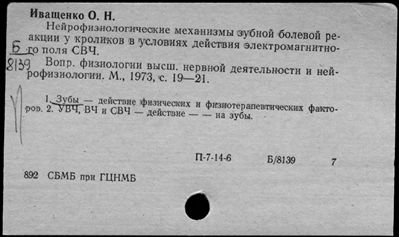 Иващенко О. Н.
Нейрофизиологические механизмы зубной болевой ре-
акции у кроликов в условиях действия электромагнитно-
го поля СВЧ.
Б
8139
Вопр. физиологии высш. нервной деятельности и ней-
рофизиологии. М., 1973, с. 19—21.
1. Зубы — действие физических и физиотерапевтических факто-
ров. 2. УВЧ, ВЧ и СВЧ — действие — — на зубы.
П-7-14-6 Б/8139 7
892 СБМБ при ГЦНМБ